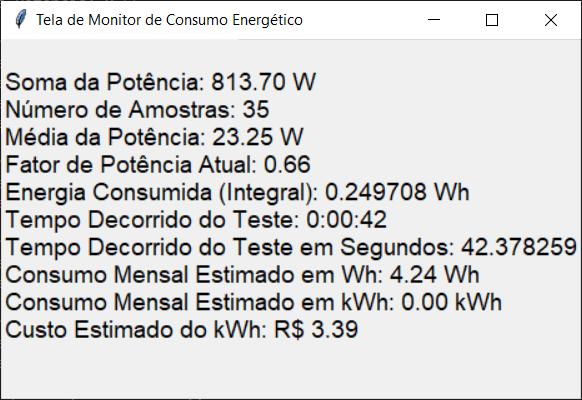 Tela de Monitor de Consumo Energético
Soma da Potência: 813.70 W
Número de Amostras: 35
Média da Potência: 23.25 W
Fator de Potência Atual: 0.66
Energia Consumida (Integral): 0.249708 Wh
Tempo Decorrido do Teste: 0:00:42
Tempo Decorrido do Teste em Segundos: 42.378259
Consumo Mensal Estimado em Wh: 4.24 Wh
Consumo Mensal Estimado em kWh: 0.00 kWh
Custo Estimado do kWh: R$ 3.39